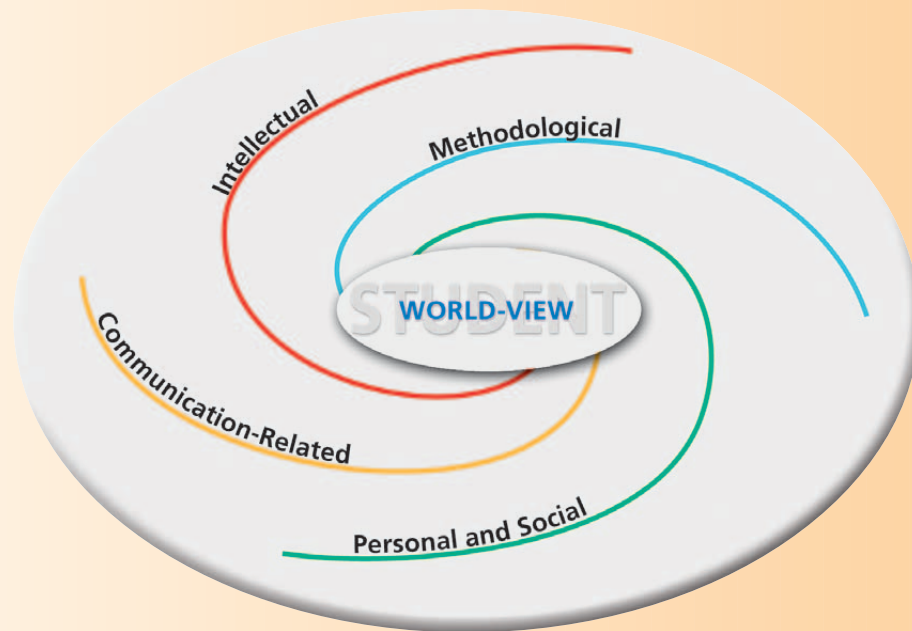 Intellectual
Methodological
STUDENT
WORLD-VIEW
Communication-Related
Personal and Social